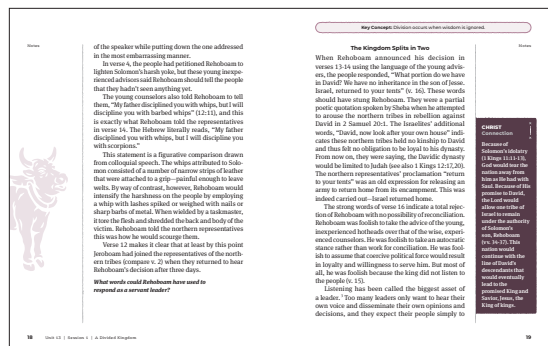 Notes
of the speaker while putting down the one addressed
in the most embarrassing manner.
In verse 4, the people had petitioned Rehoboam to
lighten Solomon's harsh yoke, but these young inexpe-
rienced advisors said Rehoboam should tell the people
that they hadn't seen anything yet.
The young counselors also told Rehoboam to tell
them, "My father disciplined you with whips, but I will
discipline you with barbed whips" (12:11), and this
is exactly what Rehoboam told the representatives
in verse 14. The Hebrew literally reads, "My father
disciplined you with whips, but I will discipline you
with scorpions."
This statement is a figurative comparison drawn
from colloquial speech. The whips attributed to Solo-
mon consisted of a number of narrow strips of leather
that were attached to a grip—painful enough to leave
welts. By way of contrast, however, Rehoboam would
intensify the harshness on the people by employing
a whip with lashes spiked or weighed with nails or
sharp barbs of metal. When wielded by a taskmaster,
it tore the flesh and shredded the back and body of the
victim. Rehoboam told the northern representatives
this was how he would scourge them.
Verse 12 makes it clear that at least by this point
Jeroboam had joined the representatives of the north-
ern tribes (compare v. 2) when they returned to hear
Rehoboam's decision after three days.
What words could Rehoboam have used to
respond as a servant leader?
18 Unit 12 | Session 1 | A Divided Kingdom
Key Concept: Division occurs when wisdom is ignored.
The Kingdom Splits in Two
When Rehoboam announced his decision in
verses 13-14 using the language of the young advis-
ers, the people responded, "What portion do we have
in David? We have no inheritance in the son of Jesse.
Israel, returned to your tents" (v. 16). These words
should have stung Rehoboam. They were a partial
poetic quotation spoken by Sheba when he attempted
to arouse the northern tribes in rebellion against
David in 2 Samuel 20:1. The Israelites' additional
words, "David, now look after your own house" indi-
cates these northern tribes held no kinship to David
and thus felt no obligation to be loyal to his dynasty.
From now on, they were saying, the Davidic dynasty
would be limited to Judah (see also 1 Kings 12:17,20).
The northern representatives' proclamation "return
to your tents" was an old expression for releasing an
army to return home from its encampment. This was
indeed carried out—Israel returned home.
The strong words of verse 16 indicate a total rejec-
tion of Rehoboam with no possibility of reconciliation.
Rehoboam was foolish to take the advice of the young,
inexperienced hotheads over that of the wise, experi-
enced counselors. He was foolish to take an autocratic
stance rather than work for conciliation. He was fool-
ish to assume that coercive political force would result
in loyalty and willingness to serve him. But most of
all, he was foolish because the king did not listen to
the people (v. 15).
Listening has been called the biggest asset of
a leader. Too many leaders only want to hear their
own voice and disseminate their own opinions and
decisions, and they expect their people simply to
Notes
CHRIST
Connection
Because of
Solomon's idolatry
(1 Kings 11:11-13),
God would tear the
nation away from
him as He had with
Saul. Because of His
promise to David,
the Lord would
allow one tribe of
Israel to remain
under the authority
of Solomon's
son, Rehoboam
(vv. 34-37). This
nation would
continue with the
line of David's
descendants that
would eventually
lead to the
promised King and
Savior, Jesus, the
King of kings.
19